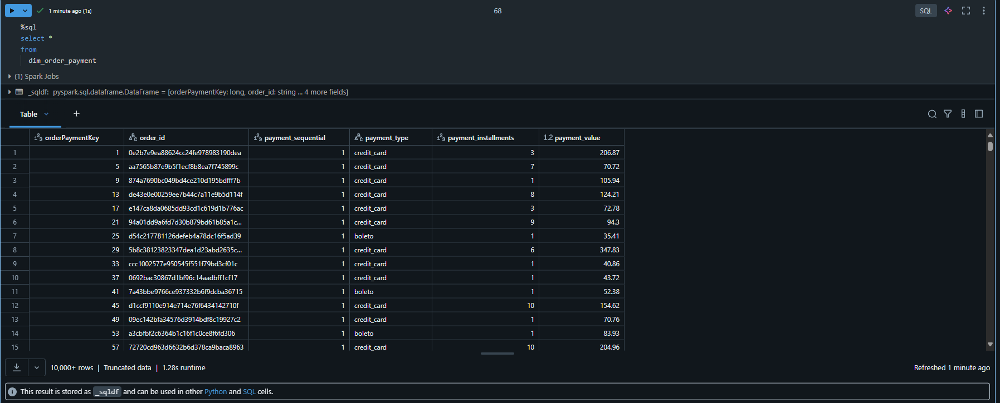 1 minute ago (1s)
68
SQL
%sql
select *
from
dim_order_payment
(1) Spark Jobs
_sqldf: pyspark.sql.dataframe.DataFrame = [orderPaymentKey: long, order_id: string ... 4 more fields]
Table
orderPaymentKey order_id payment_sequential payment_type payment_installments 1.2 payment_value
1 1 0e2b7e9ea88624cc24fe978983190dea 1 credit_card 3 206.87
2 5 aa7565b87e9b5f1ecf8b8ea7f745899c 1 credit_card 7 70.72
3 9 874a7690bc049bd4ce210d195bdfff7b 1 credit_card 1 105.94
4 13 de43e0e00259ee7b44c7a11e9b5d114f 1 credit_card 8 124.21
5 17 e147ca8da0685dd93cd1c619d1b776ac 1 credit_card 3 72.78
6 21 94a01dd9a6fd7d30b879bd61b85a1c... 1 credit_card 9 94.3
7 25 d54c217781126defeb4a78dc16f5ad39 1 boleto 1 35.41
8 29 5b8c38123823347dea1d23abd2635c... 1 credit_card 6 347.83
9 33 ccc1002577e950545f551f79bd3cf01c 1 credit_card 1 40.86
10 37 0692bac30867d1bf96c14aadbff1cf17 1 credit_card 1 43.72
11 41 7a43bbe9766ce937332b6f9dcba36715 1 boleto 1 52.38
12 45 d1ccf9110e914e714e76f6434142710f 1 credit_card 10 154.62
13 49 09ec142bfa34576d3914bdf8c19927c2 1 credit_card 1 70.76
14 53 a3cbfbf2c6364b1c16f1c0ce8f6fd306 1 boleto 1 83.93
15 57 72720cd963d6632b6d378ca9baca8963 1 credit_card 10 204.96
10,000+ rows | Truncated data | 1.28s runtime
Refreshed 1 minute ago
This result is stored as _sqldf and can be used in other Python and SQL cells.